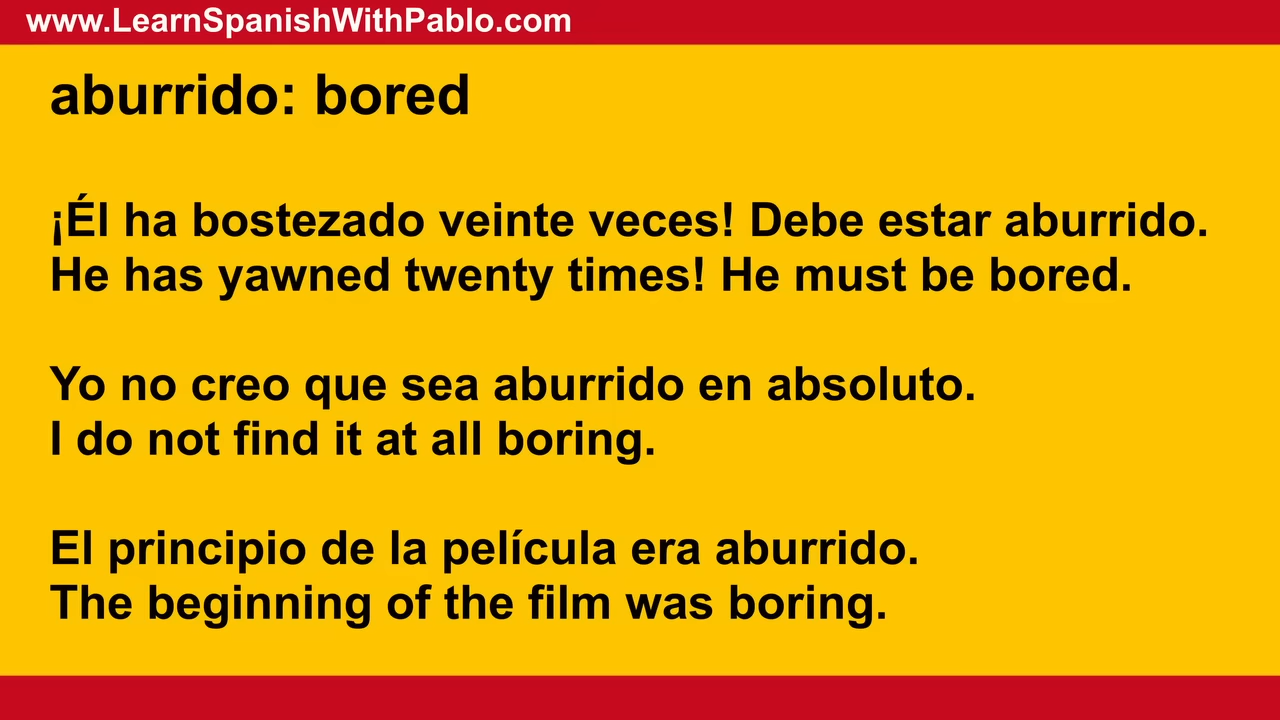 www.LearnSpanishWithPablo.com
aburrido: bored
¡Él ha bostezado veinte veces! Debe estar aburrido.
He has yawned twenty times! He must be bored.
Yo no creo que sea aburrido en absoluto.
I do not find it at all boring.
El principio de la película era aburrido.
The beginning of the film was boring.